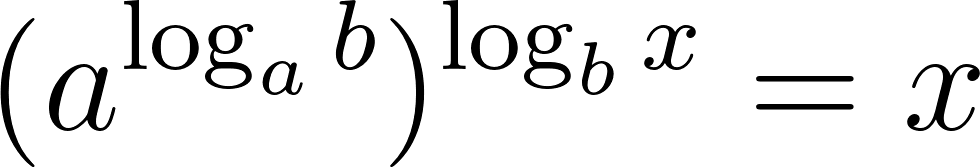 $(a^{\log_a b})^{\log_b x} = x$